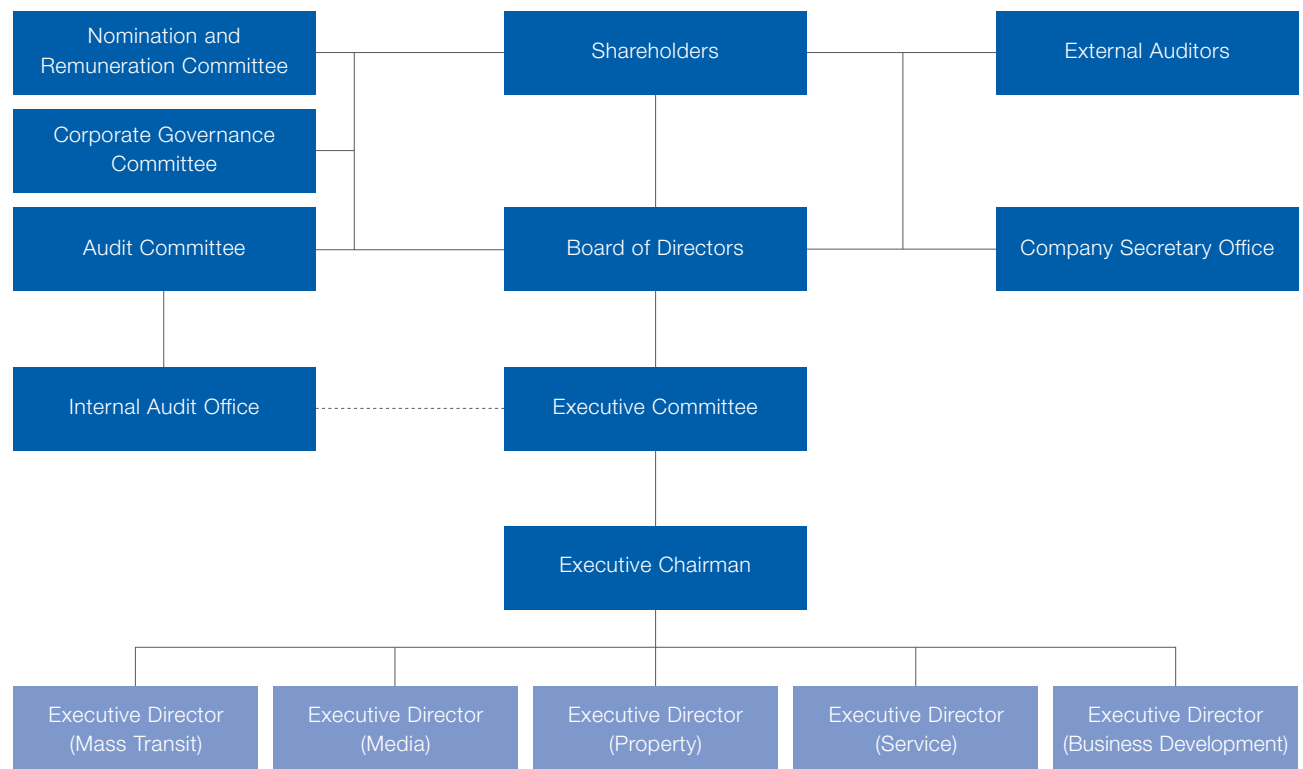 Nomination and
Remuneration Committee
Shareholders
External Auditors
Corporate Governance
Committee
Audit Committee
Board of Directors
Company Secretary Office
Internal Audit Office
Executive Committee
Executive Chairman
Executive Director
(Mass Transit)
Executive Director
(Media)
Executive Director
(Property)
Executive Director
(Service)
Executive Director
(Business Development)